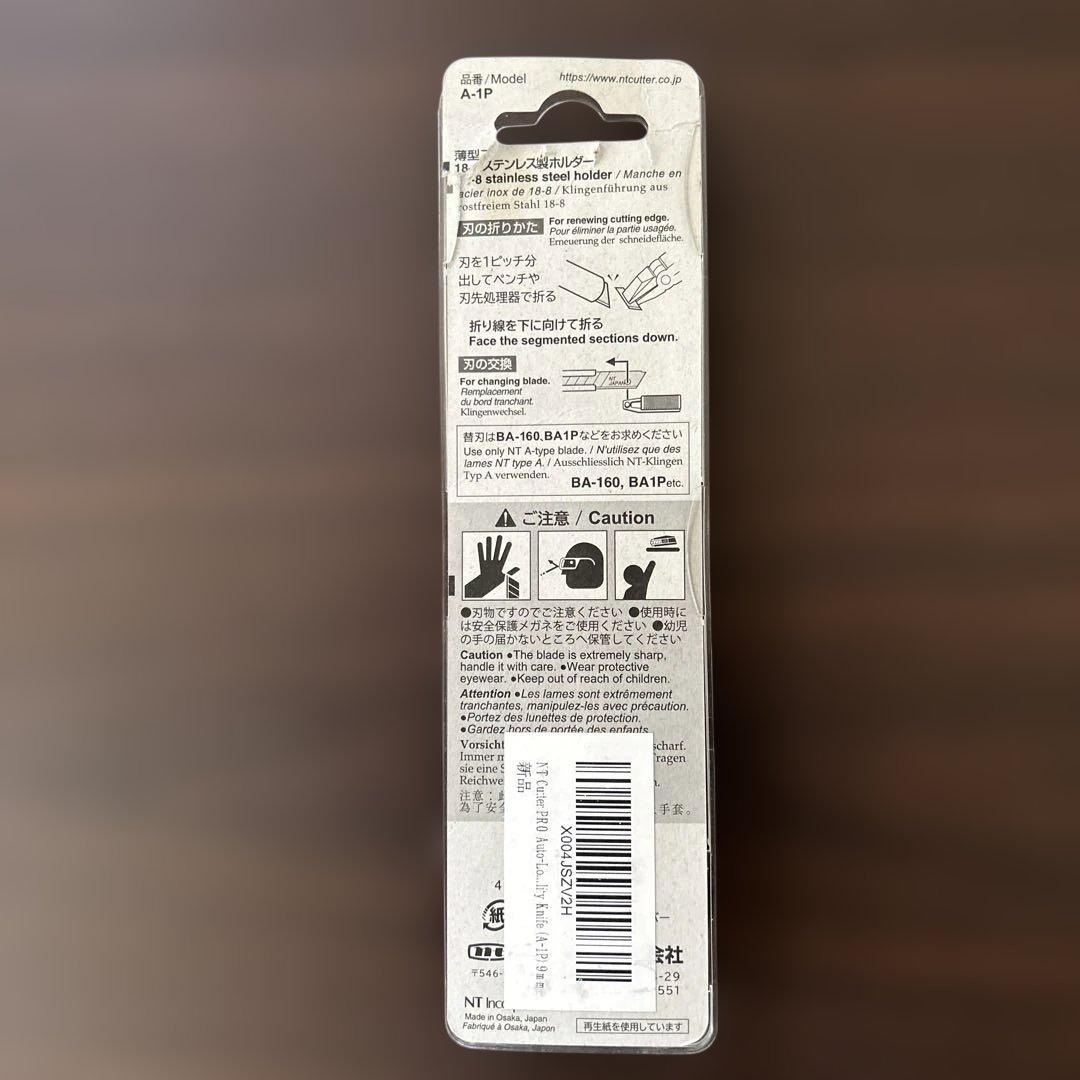 品番/Model
https://www.ntcutter.co.jp
A-1P
薄型
18 ステンレス製ホルダー
-8 stainless steel holder / Manche en
acier inox de 18-8 / Klingenführung aus
rostfreiem Stahl 18-8
刃の折りかた
For renewing cutting edge.
Pour éliminer la partie usagée.
Erneuerung der schneidefläche.
刃を1ピッチ分
出してペンチや
刃先処理器で折る
折り線を下に向けて折る
Face the segmented sections down.
刃の交換
For changing blade.
Remplacement
du bord tranchant.
Klingenwechsel.
NT
JAPAN
替刃はBA-160、BA1Pなどをお求めください
Use only NT A-type blade. / N'utilisez que des
lames NT type A. / Ausschliesslich NT-Klingen
Typ A verwenden.
BA-160, BA1P etc.
ご注意 / Caution
●刃物ですのでご注意ください ●使用時に
は安全保護メガネをご使用ください ●幼児
の手の届かないところへ保管してください
Caution ●The blade is extremely sharp,
handle it with care. ●Wear protective
eyewear. ●Keep out of reach of children.
Attention ●Les lames sont extrêmement
tranchantes, manipulez-les avec précaution.
●Portez des lunettes de protection.
●Gardez hors de portée des enfants
Vorsicht scharf.
Immer
sie eine
注意：
為了安 手套。
X004JSZV2H
NT Cutter PRO Auto-Lo...lity Knife (A-1P) 9mm
新品
4
紙
バー
会社
〒546- -29
551
NT
Made in Osaka, Japan
Fabriqué à Osaka, Japon
再生紙を使用しています